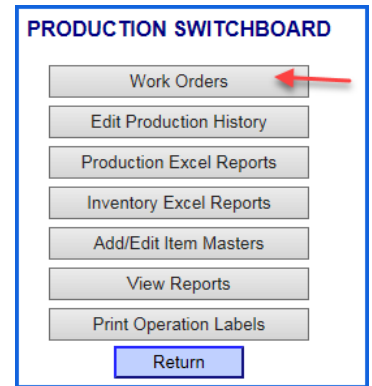 PRODUCTION SWITCHBOARD
Work Orders
Edit Production History
Production Excel Reports
Inventory Excel Reports
Add/Edit Item Masters
View Reports
Print Operation Labels
Return